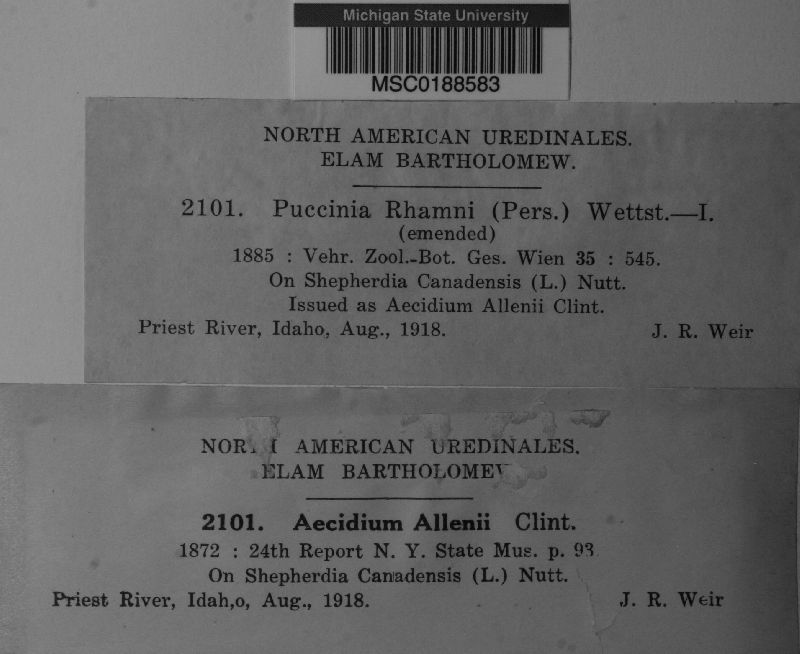 Michigan State University
MSC0188583
NORTH AMERICAN UREDINALES.
ELAM BARTHOLOMEW.
2101. Puccinia Rhamni (Pers.) Wettst.—I.
(emended)
1885 : Vehr. Zool.-Bot. Ges. Wien 35 : 545.
On Shepherdia Canadensis (L.) Nutt.
Issued as Aecidium Allenii Clint.
Priest River, Idaho, Aug., 1918. J. R. Weir
AMERICAN UREDINALES.
ELAM
2101. Aecidium Allenii Clint.
1872 : 24th Report N. Y. State Mus. p. 93
On Shepherdia Canadensis (L.) Nutt.
Priest River, Idah,o, Aug., 1918. J. R. Weir